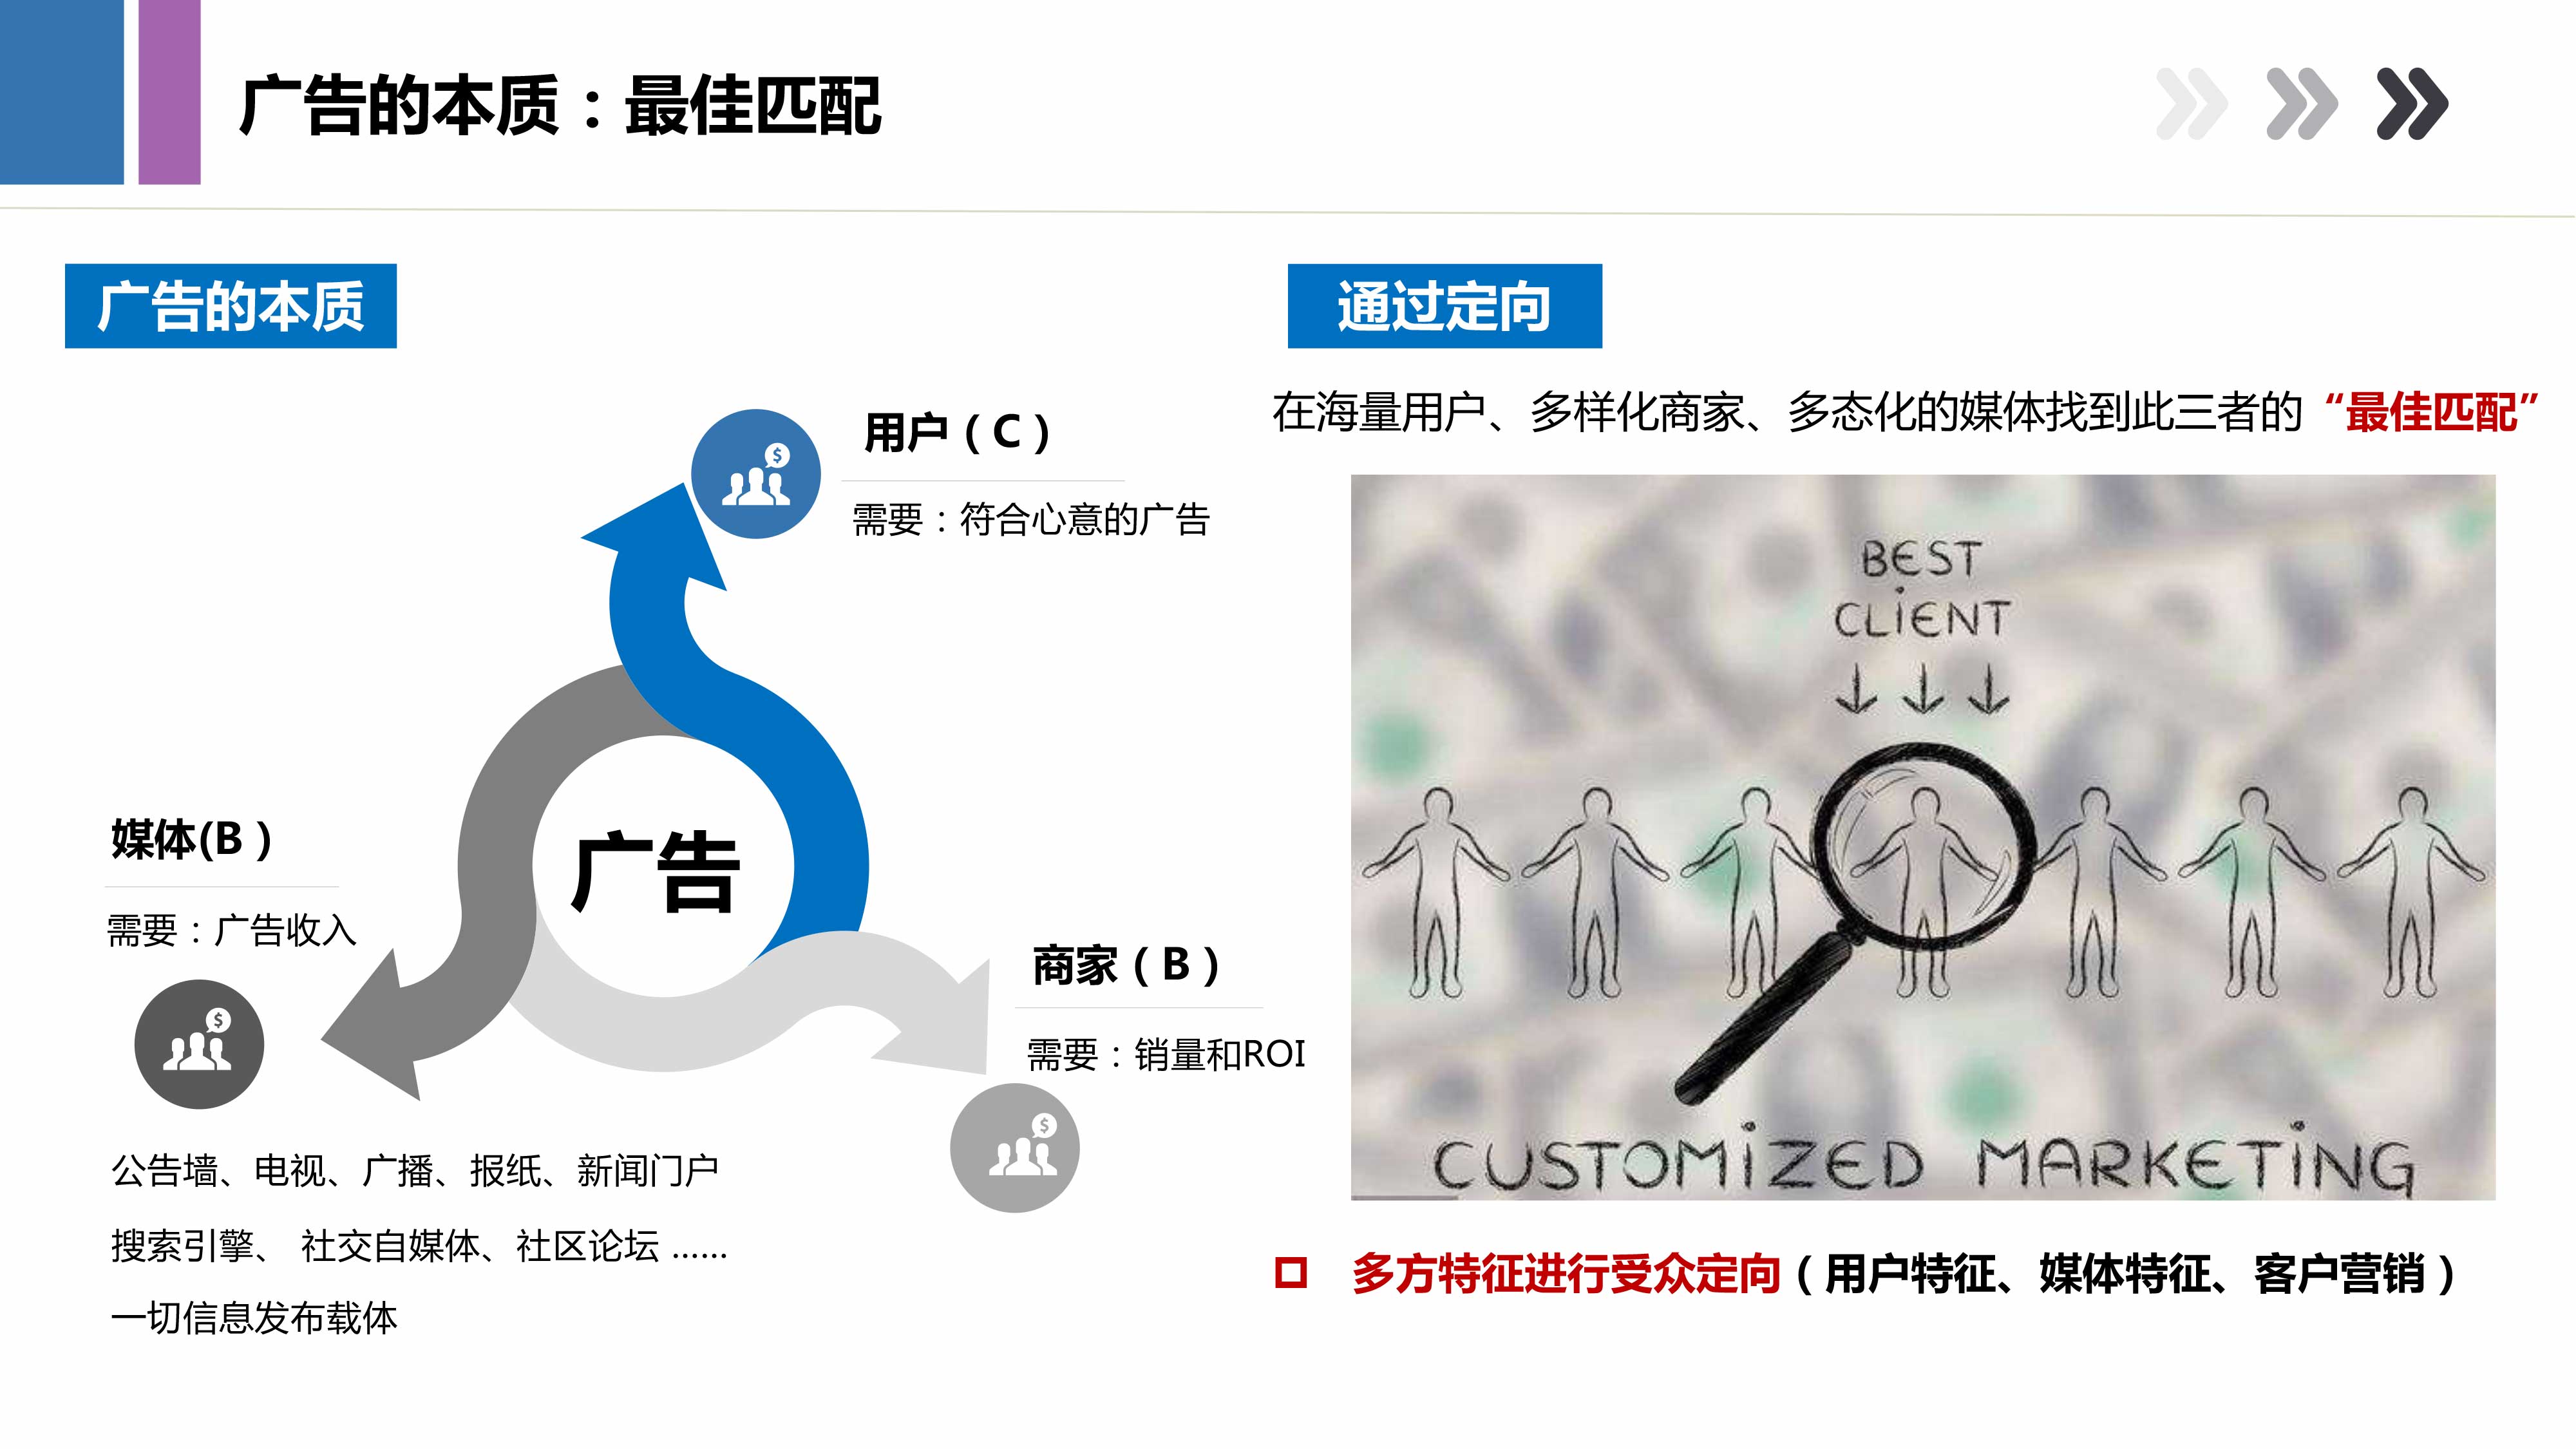 广告的本质：最佳匹配
广告的本质
用户（C）
需要：符合心意的广告
广告
媒体(B）
需要：广告收入
商家（B）
需要：销量和ROI
公告墙、电视、广播、报纸、新闻门户
搜索引擎、 社交自媒体、社区论坛 ......
一切信息发布载体
通过定向
在海量用户、多样化商家、多态化的媒体找到此三者的“最佳匹配”
BEST
CLiENT
CUSTOMiZED MARKETiNG
多方特征进行受众定向（用户特征、媒体特征、客户营销）